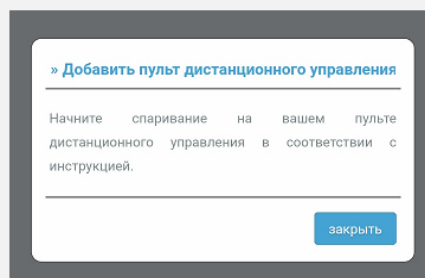 » Добавить пульт дистанционного управления
Начните спаривание на вашем пульте
дистанционного управления в соответствии с
инструкцией.
закрыть